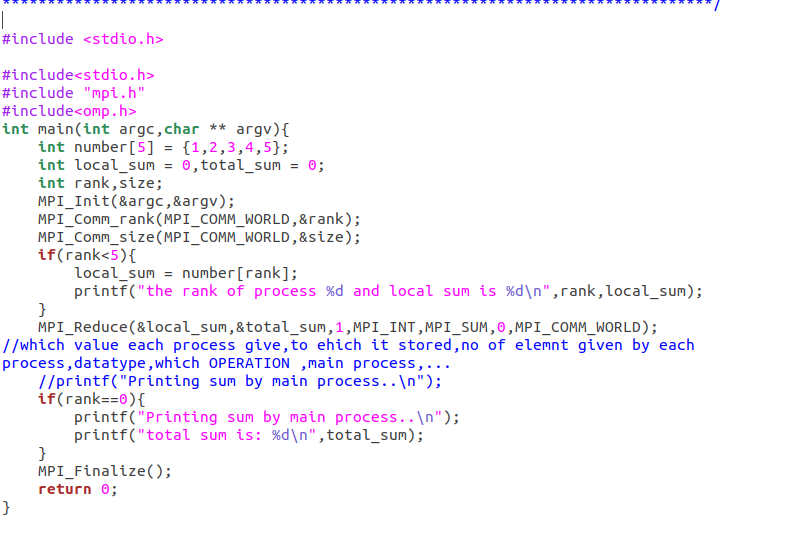 *******************************************************************************/
#include <stdio.h>
#include<stdio.h>
#include "mpi.h"
#include<omp.h>
int main(int argc,char ** argv){
    int number[5] = {1,2,3,4,5};
    int local_sum = 0,total_sum = 0;
    int rank,size;
    MPI_Init(&argc,&argv);
    MPI_Comm_rank(MPI_COMM_WORLD,&rank);
    MPI_Comm_size(MPI_COMM_WORLD,&size);
    if(rank<5){
        local_sum = number[rank];
        printf("the rank of process %d and local sum is %d\n",rank,local_sum);
    }
    MPI_Reduce(&local_sum,&total_sum,1,MPI_INT,MPI_SUM,0,MPI_COMM_WORLD);
//which value each process give,to ehich it stored,no of elemnt given by each
process,datatype,which OPERATION ,main process,...
    //printf("Printing sum by main process..\n");
    if(rank==0){
        printf("Printing sum by main process..\n");
        printf("total sum is: %d\n",total_sum);
    }
    MPI_Finalize();
    return 0;
}